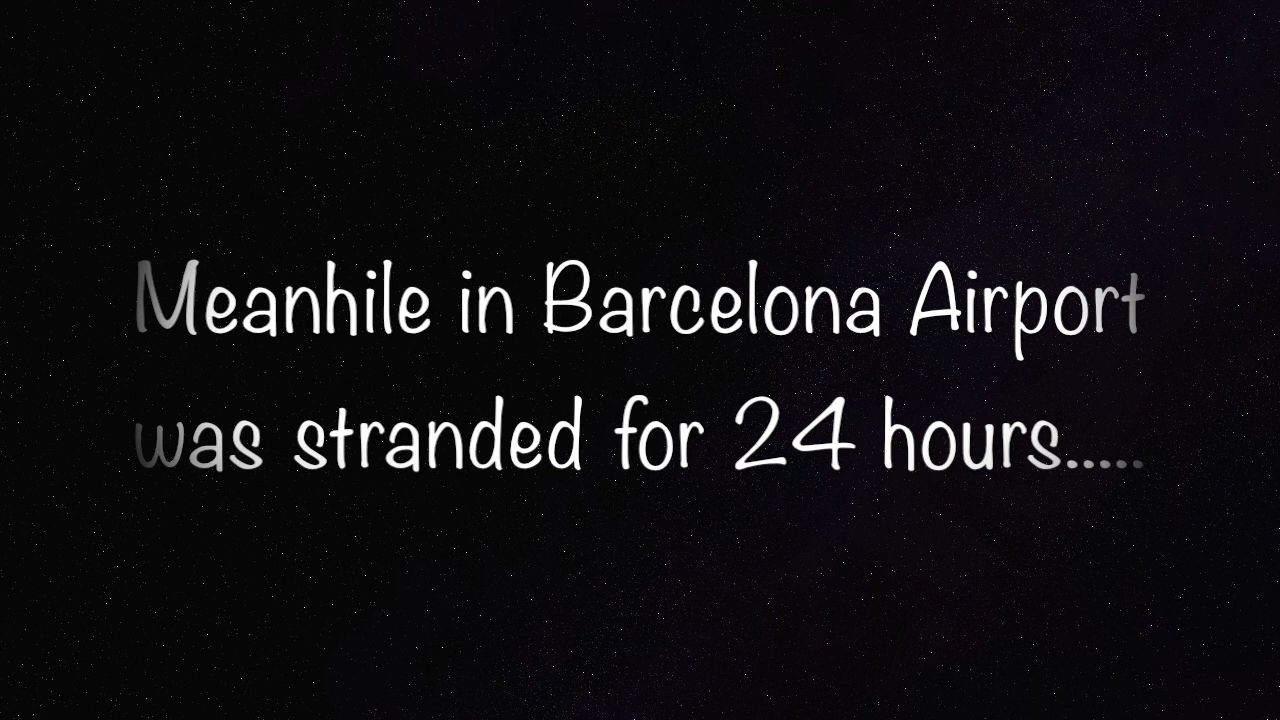 Meanhile in Barcelona Airport
was stranded for 24 hours.....